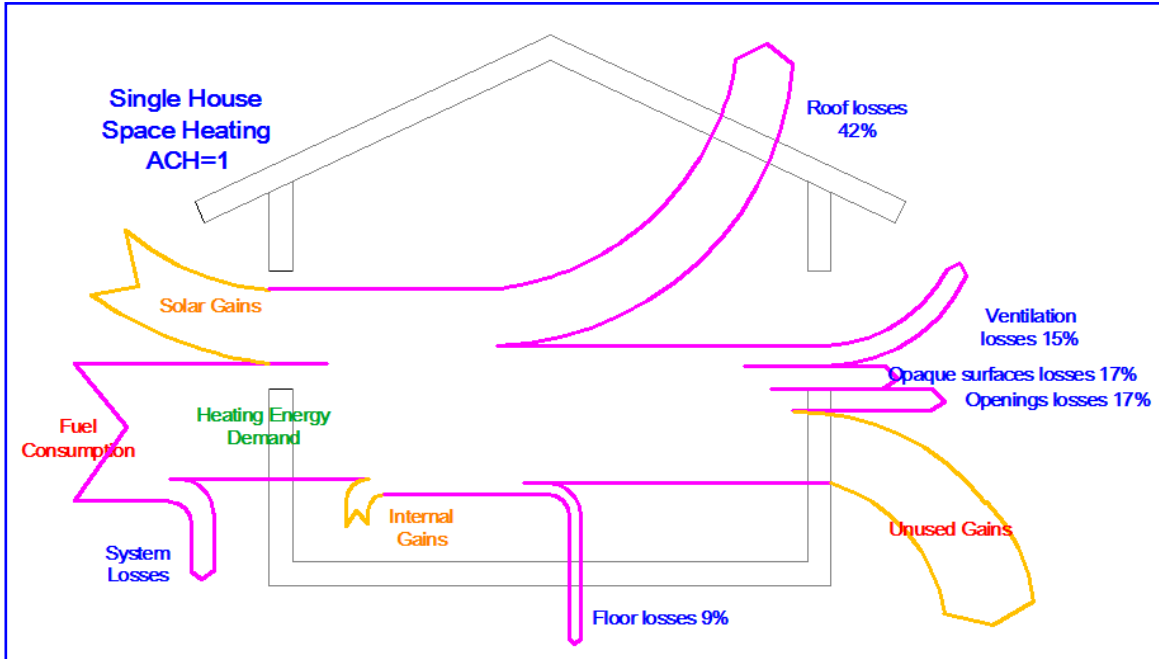 Single House
Space Heating
ACH=1
Roof losses
42%
Solar Gains
Ventilation
losses 15%
Opaque surfaces losses 17%
Openings losses 17%
Heating Energy
Demand
Fuel
Consumption
Internal
Gains
Unused Gains
System
Losses
Floor losses 9%